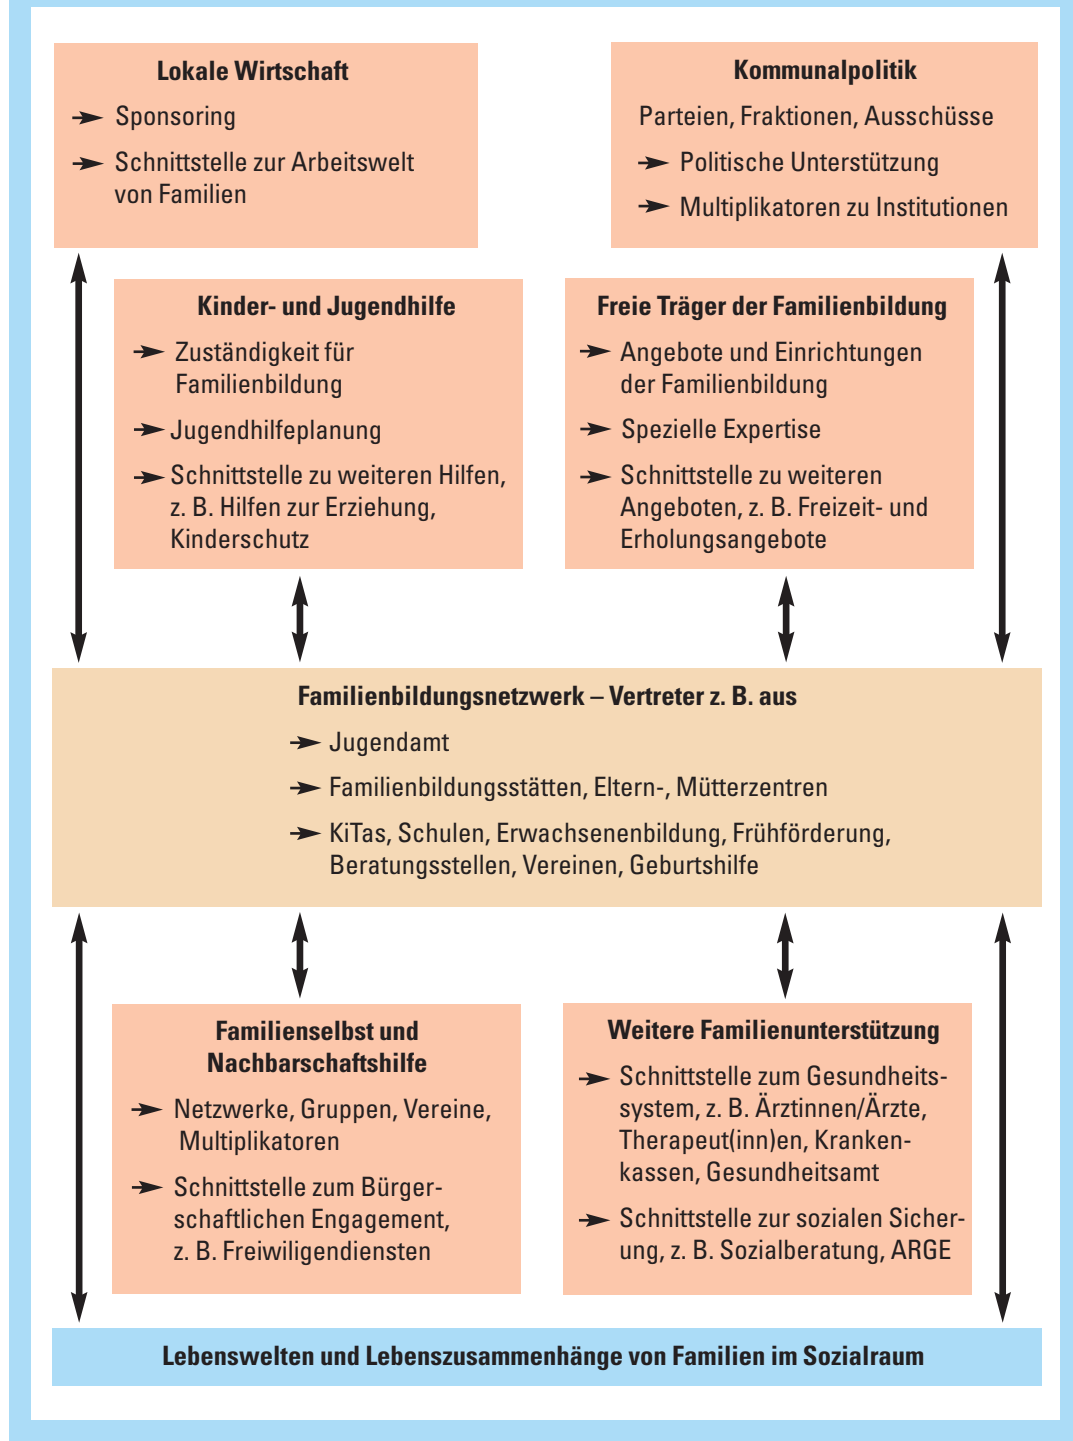 Lokale Wirtschaft
Sponsoring
Schnittstelle zur Arbeitswelt
von Familien
Kommunalpolitik
Parteien, Fraktionen, Ausschüsse
Politische Unterstützung
Multiplikatoren zu Institutionen
Kinder- und Jugendhilfe
Zuständigkeit für
Familienbildung
Jugendhilfeplanung
Schnittstelle zu weiteren Hilfen,
z. B. Hilfen zur Erziehung,
Kinderschutz
Freie Träger der Familienbildung
Angebote und Einrichtungen
der Familienbildung
Spezielle Expertise
Schnittstelle zu weiteren
Angeboten, z. B. Freizeit- und
Erholungsangebote
Familienbildungsnetzwerk – Vertreter z. B. aus
Jugendamt
Familienbildungsstätten, Eltern-, Mütterzentren
KiTas, Schulen, Erwachsenenbildung, Frühförderung,
Beratungsstellen, Vereinen, Geburtshilfe
Familienselbst und
Nachbarschaftshilfe
Netzwerke, Gruppen, Vereine,
Multiplikatoren
Schnittstelle zum Bürger-
schaftlichen Engagement,
z. B. Freiwiligendiensten
Weitere Familienunterstützung
Schnittstelle zum Gesundheits-
system, z. B. Ärztinnen/Ärzte,
Therapeut(inn)en, Kranken-
kassen, Gesundheitsamt
Schnittstelle zur sozialen Sicher-
ung, z. B. Sozialberatung, ARGE
Lebenswelten und Lebenszusammenhänge von Familien im Sozialraum